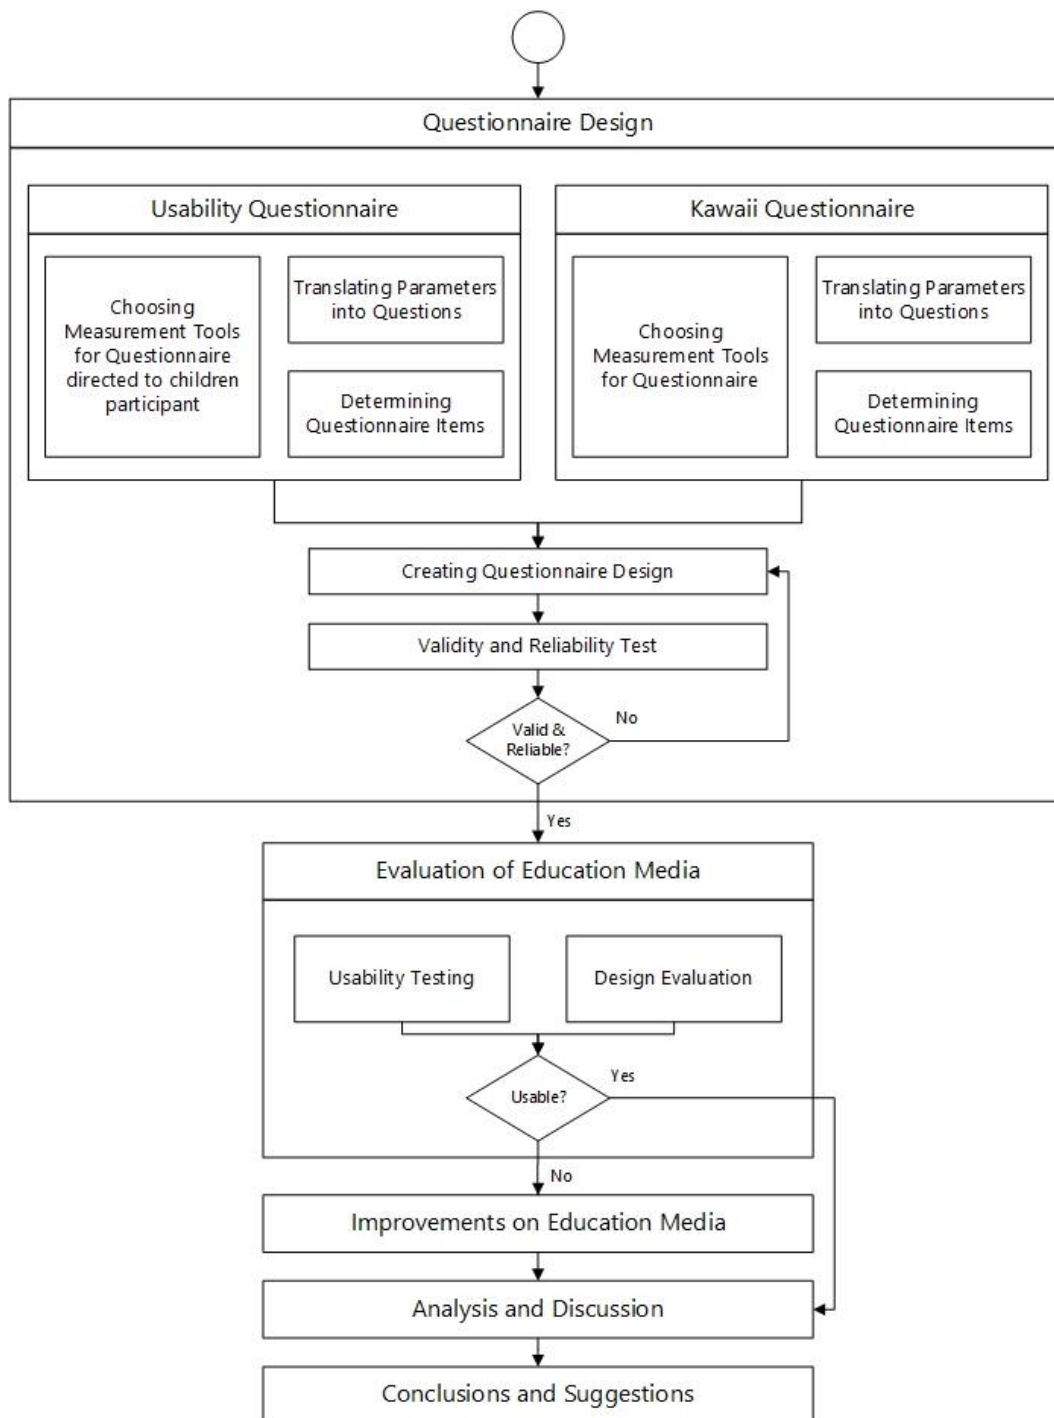 Questionnaire Design
Usability Questionnaire
Choosing
Measurement Tools
for Questionnaire
directed to children
participant
Translating Parameters
into Questions
Determining
Questionnaire Items
Kawaii Questionnaire
Choosing
Measurement Tools
for Questionnaire
Translating Parameters
into Questions
Determining
Questionnaire Items
Creating Questionnaire Design
Validity and Reliability Test
Valid &
Reliable?
No
Yes
Evaluation of Education Media
Usability Testing
Design Evaluation
Usable?
Yes
No
Improvements on Education Media
Analysis and Discussion
Conclusions and Suggestions